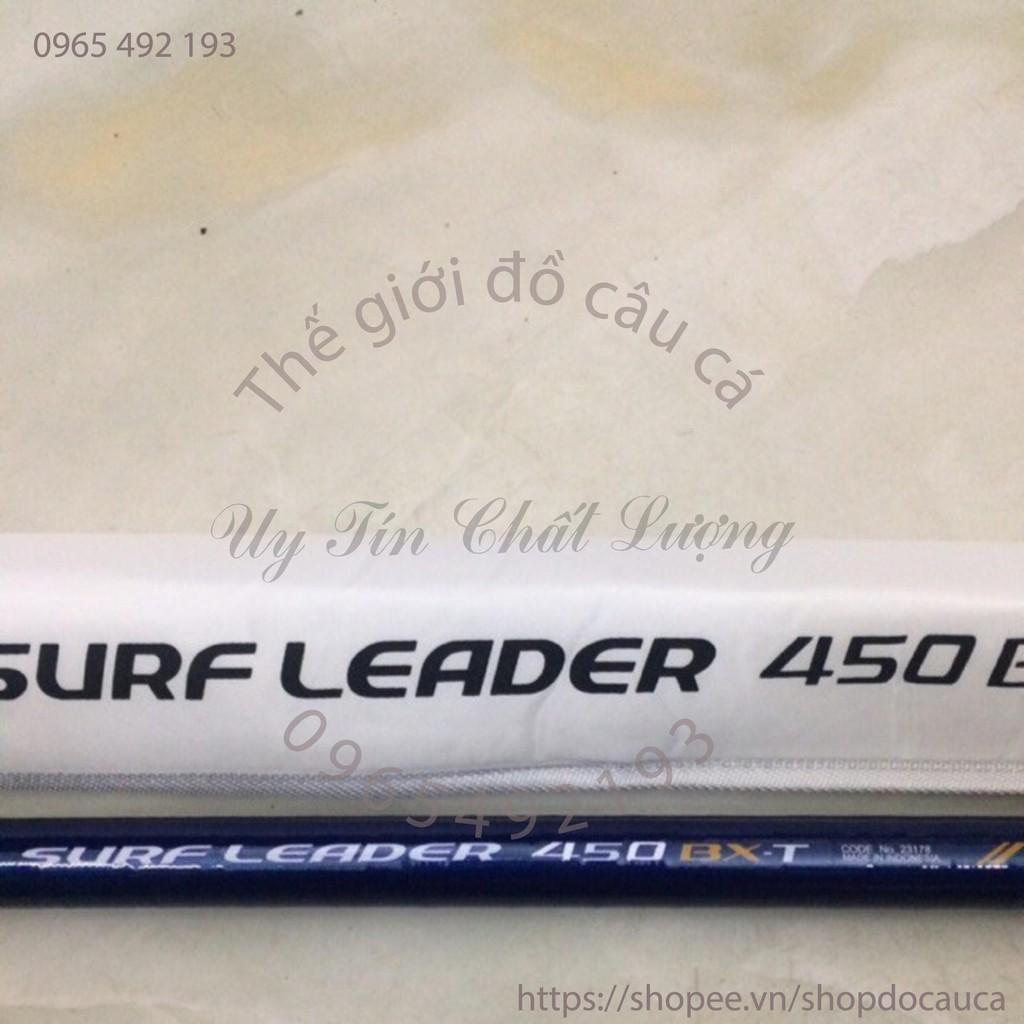 0965 492 193
Thế giới đồ câu cá
Uy Tín Chất Lượng
SURF LEADER 450 B
0965492193
SURF LEADER 450 BX-T
CODE No. 23178
MADE IN INDONESIA
https://shopee.vn/shopdocauca